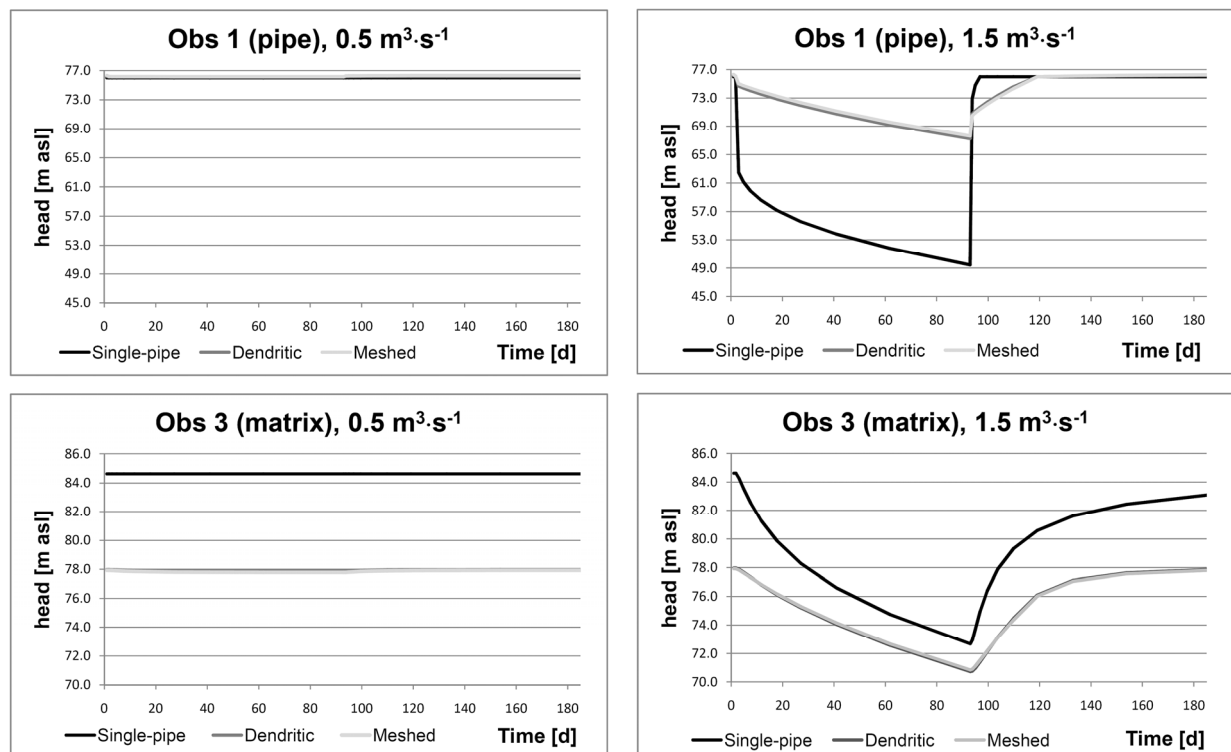 Obs 1 (pipe), 0.5 m³·s⁻¹
head [m asl]
77.0
73.0
69.0
65.0
61.0
57.0
53.0
49.0
45.0
0 20 40 60 80 100 120 140 160 180
Single-pipe Dendritic Meshed Time [d]
Obs 1 (pipe), 1.5 m³·s⁻¹
head [m asl]
77.0
73.0
69.0
65.0
61.0
57.0
53.0
49.0
45.0
0 20 40 60 80 100 120 140 160 180
Single-pipe Dendritic Meshed Time [d]
Obs 3 (matrix), 0.5 m³·s⁻¹
head [m asl]
86.0
84.0
82.0
80.0
78.0
76.0
74.0
72.0
70.0
0 20 40 60 80 100 120 140 160 180
Single-pipe Dendritic Meshed Time [d]
Obs 3 (matrix), 1.5 m³·s⁻¹
head [m asl]
86.0
84.0
82.0
80.0
78.0
76.0
74.0
72.0
70.0
0 20 40 60 80 100 120 140 160 180
Single-pipe Dendritic Meshed Time [d]